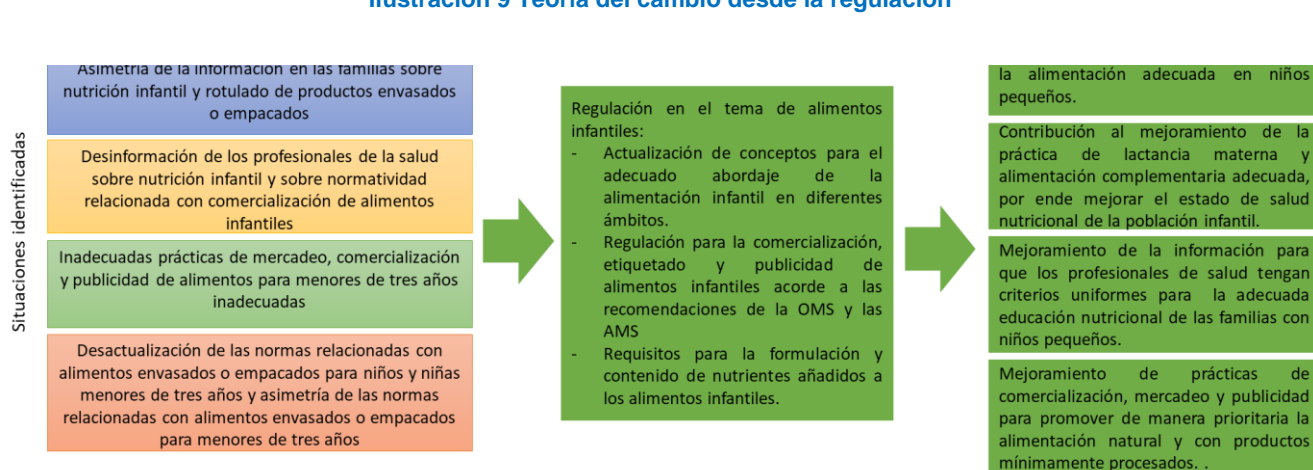 Ilustración 9 Teoría del cambio desde la regulación
Situaciones identificadas
Asimetría de la información en las familias sobre
nutrición infantil y rotulado de productos envasados
o empacados
Desinformación de los profesionales de la salud
sobre nutrición infantil y sobre normatividad
relacionada con comercialización de alimentos
infantiles
Inadecuadas prácticas de mercadeo, comercialización
y publicidad de alimentos para menores de tres años
inadecuadas
Desactualización de las normas relacionadas con
alimentos envasados o empacados para niños y niñas
menores de tres años y asimetría de las normas
relacionadas con alimentos envasados o empacados
para menores de tres años
Regulación en el tema de alimentos
infantiles:
- Actualización de conceptos para el
adecuado abordaje de la
alimentación infantil en diferentes
ámbitos.
- Regulación para la comercialización,
etiquetado y publicidad de
alimentos infantiles acorde a las
recomendaciones de la OMS y las
AMS
- Requisitos para la formulación y
contenido de nutrientes añadidos a
los alimentos infantiles.
la alimentación adecuada en niños
pequeños.
Contribución al mejoramiento de la
práctica de lactancia materna y
alimentación complementaria adecuada,
por ende mejorar el estado de salud
nutricional de la población infantil.
Mejoramiento de la información para
que los profesionales de salud tengan
criterios uniformes para la adecuada
educación nutricional de las familias con
niños pequeños.
Mejoramiento de prácticas de
comercialización, mercadeo y publicidad
para promover de manera prioritaria la
alimentación natural y con productos
mínimamente procesados. .